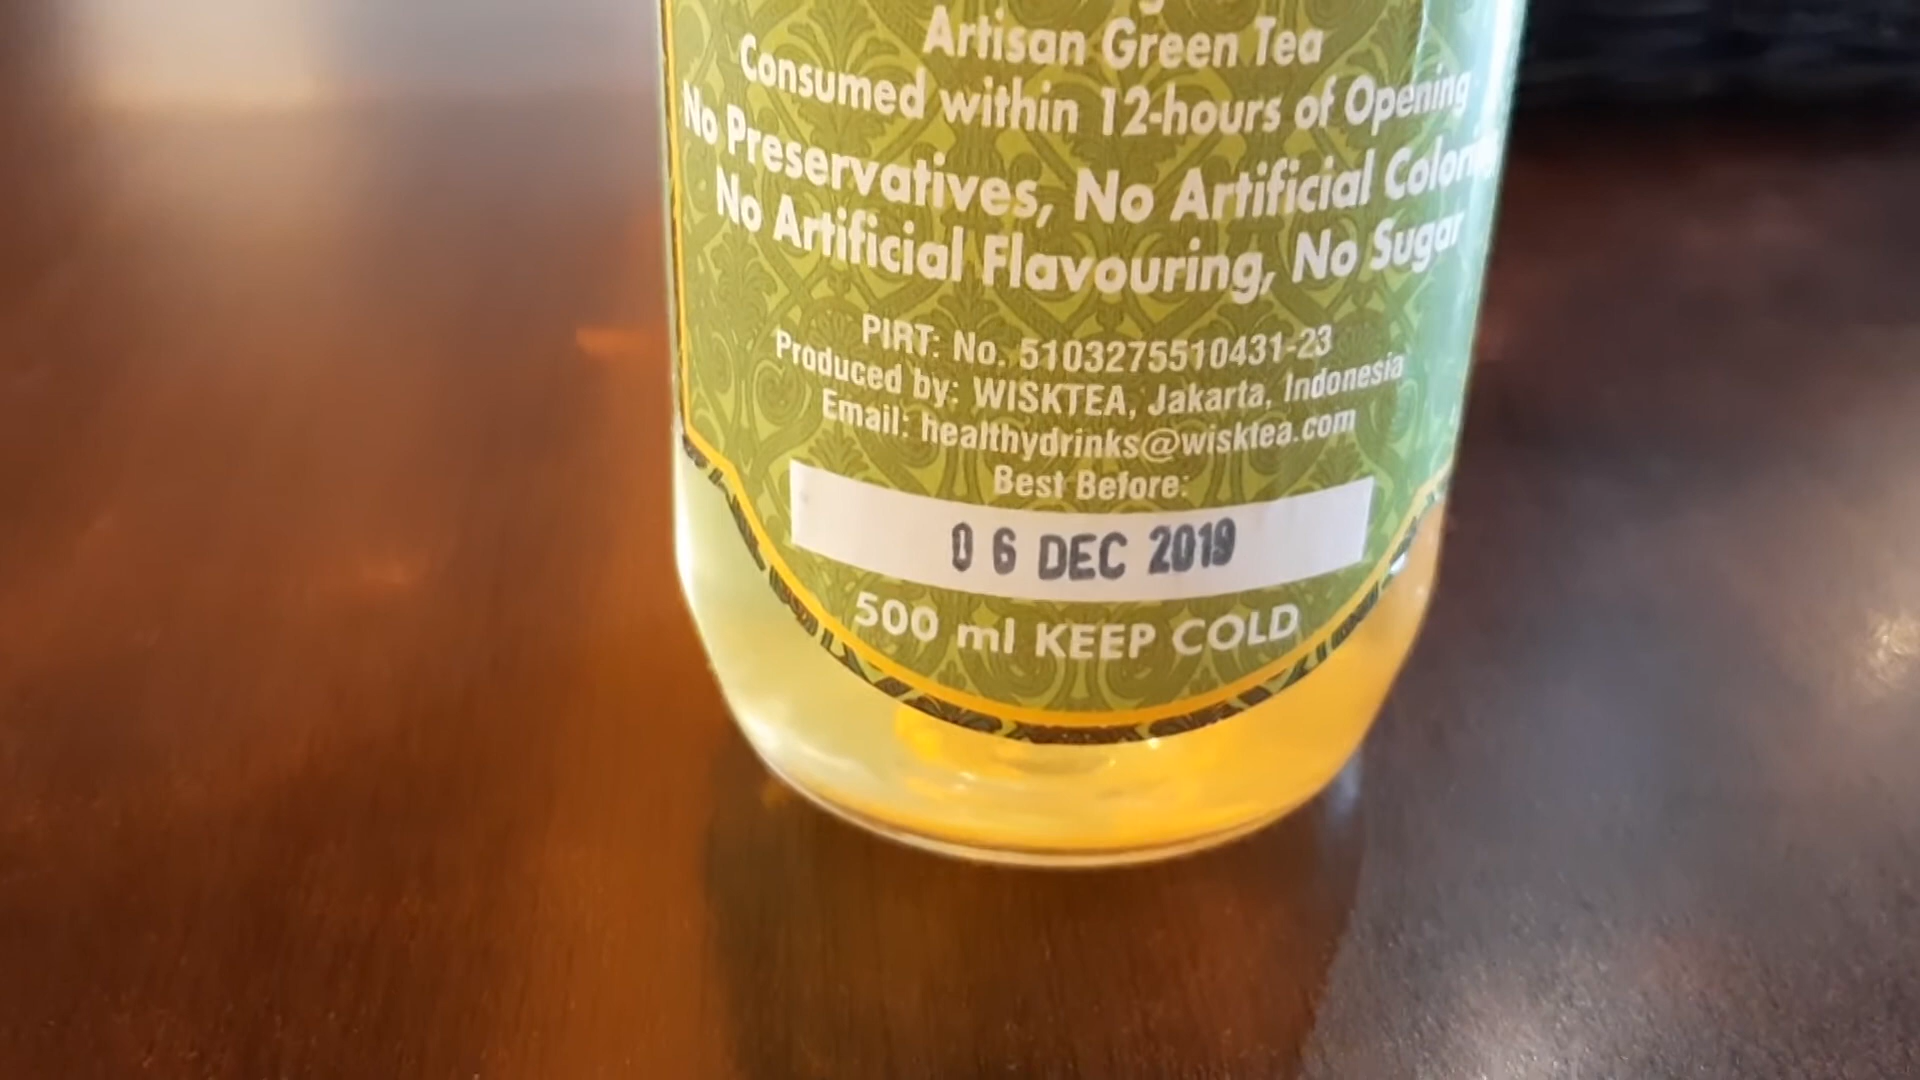 Artisan Green Tea
Consumed within 12-hours of Opening
No Preservatives, No Artificial
No Artificial Flavouring, No Sugar
PIRT: No. 5103275510431-23
Produced by: WISKTEA, Jakarta, Indonesia
Email: healthydrinks@wisktea.com
Best Before:
06 DEC 2019
500 ml KEEP COLD